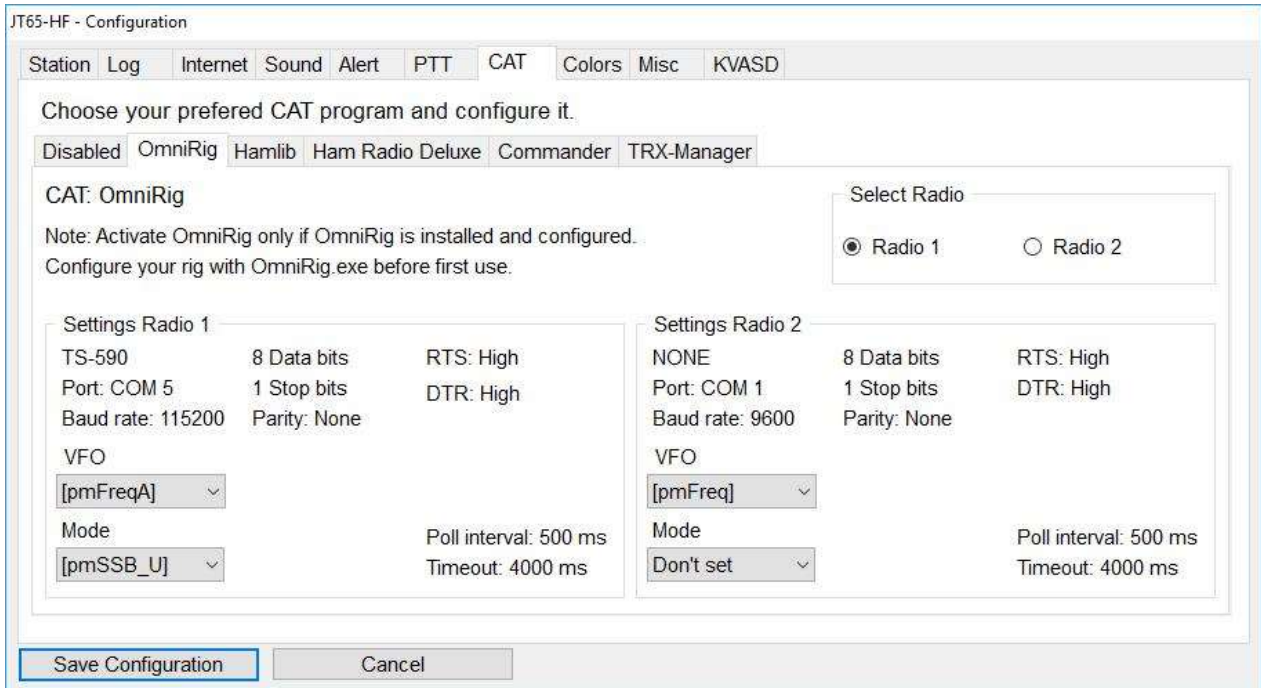 JT65-HF - Configuration
Station Log Internet Sound Alert PTT CAT Colors Misc KVASD
Choose your prefered CAT program and configure it.
Disabled OmniRig Hamlib Ham Radio Deluxe Commander TRX-Manager
CAT: OmniRig
Note: Activate OmniRig only if OmniRig is installed and configured.
Configure your rig with OmniRig.exe before first use.
Select Radio
Radio 1 Radio 2
Settings Radio 1
TS-590 8 Data bits RTS: High
Port: COM 5 1 Stop bits DTR: High
Baud rate: 115200 Parity: None
VFO
[pmFreqA]
Mode
[pmSSB_U]
Poll interval: 500 ms
Timeout: 4000 ms
Settings Radio 2
NONE 8 Data bits RTS: High
Port: COM 1 1 Stop bits DTR: High
Baud rate: 9600 Parity: None
VFO
[pmFreq]
Mode
Don't set
Poll interval: 500 ms
Timeout: 4000 ms
Save Configuration Cancel